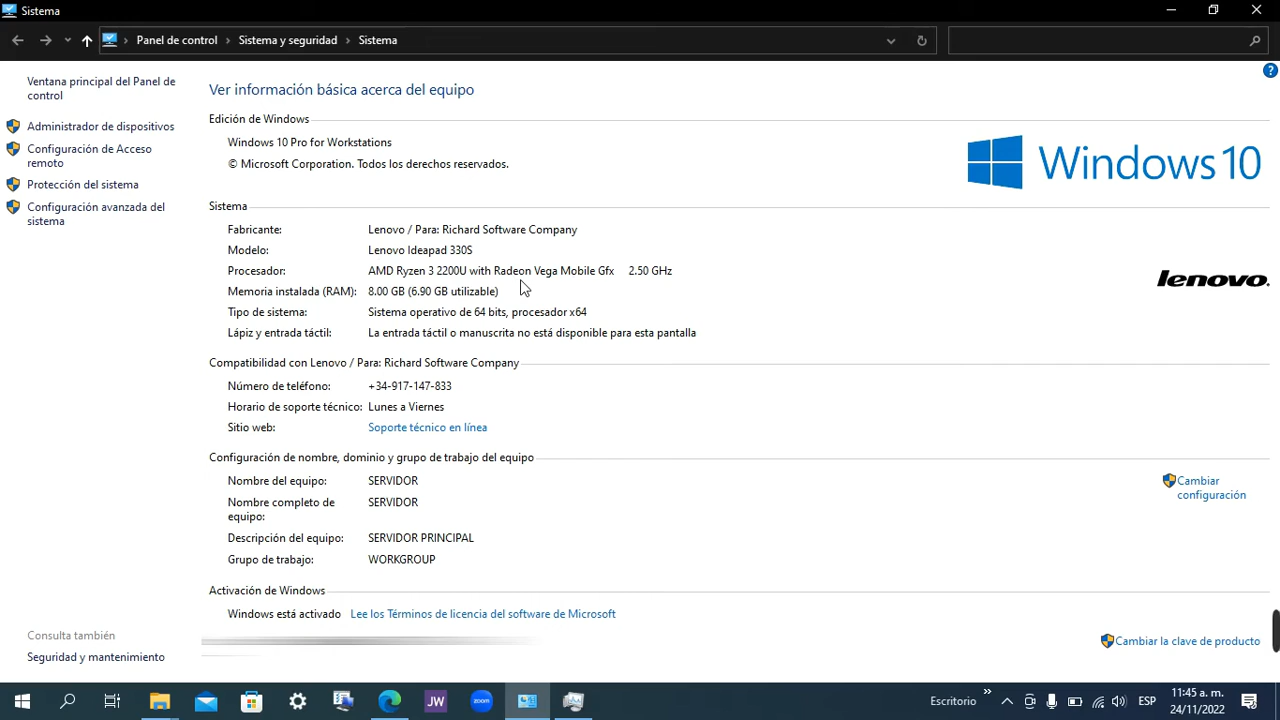 Sistema
Panel de control > Sistema y seguridad > Sistema
Ventana principal del Panel de
control
Administrador de dispositivos
Configuración de Acceso
remoto
Protección del sistema
Configuración avanzada del
sistema
Ver información básica acerca del equipo
Edición de Windows
Windows 10 Pro for Workstations
© Microsoft Corporation. Todos los derechos reservados.
Windows 10
Sistema
Fabricante: Lenovo / Para: Richard Software Company
Modelo: Lenovo Ideapad 330S
Procesador: AMD Ryzen 3 2200U with Radeon Vega Mobile Gfx 2.50 GHz
Memoria instalada (RAM): 8.00 GB (6.90 GB utilizable)
Tipo de sistema: Sistema operativo de 64 bits, procesador x64
Lápiz y entrada táctil: La entrada táctil o manuscrita no está disponible para esta pantalla
lenovo.
Compatibilidad con Lenovo / Para: Richard Software Company
Número de teléfono: +34-917-147-833
Horario de soporte técnico: Lunes a Viernes
Sitio web: Soporte técnico en línea
Configuración de nombre, dominio y grupo de trabajo del equipo
Nombre del equipo: SERVIDOR
Nombre completo de
equipo: SERVIDOR
Descripción del equipo: SERVIDOR PRINCIPAL
Grupo de trabajo: WORKGROUP
Cambiar
configuración
Activación de Windows
Windows está activado Lee los Términos de licencia del software de Microsoft
Cambiar la clave de producto
Consulta también
Seguridad y mantenimiento
JW
zoom
Escritorio
ESP
11:45 a. m.
24/11/2022